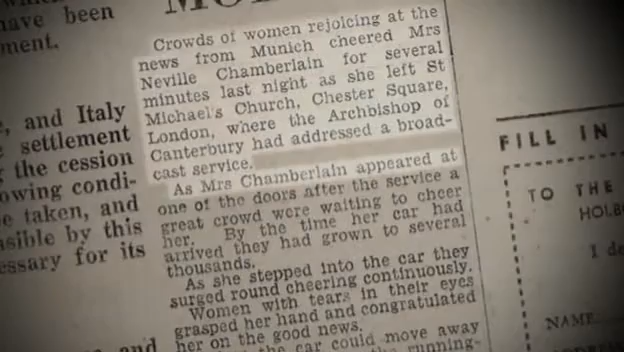 have been
ment.
, and Italy
settlement
the cession
owing condi-
e taken, and
nsible by this
essary for its
and
Crowds of women rejoicing at the
news from Munich cheered Mrs
Neville Chamberlain for several
minutes last night as she left St
Michael's Church, Chester Square,
London, where the Archbishop of
Canterbury had addressed a broad-
cast service.
As Mrs Chamberlain appeared at
one of the doors after the service a
great crowd were waiting to cheer
her. By the time her car had
arrived they had grown to several
thousands.
As she stepped into the car they
surged round cheering continuously.
Women with tears in their eyes
grasped her hand and congratulated
her on the good news.
the car could move away
the running-
FILL IN
TO THE
HOLBO
I de
NAME